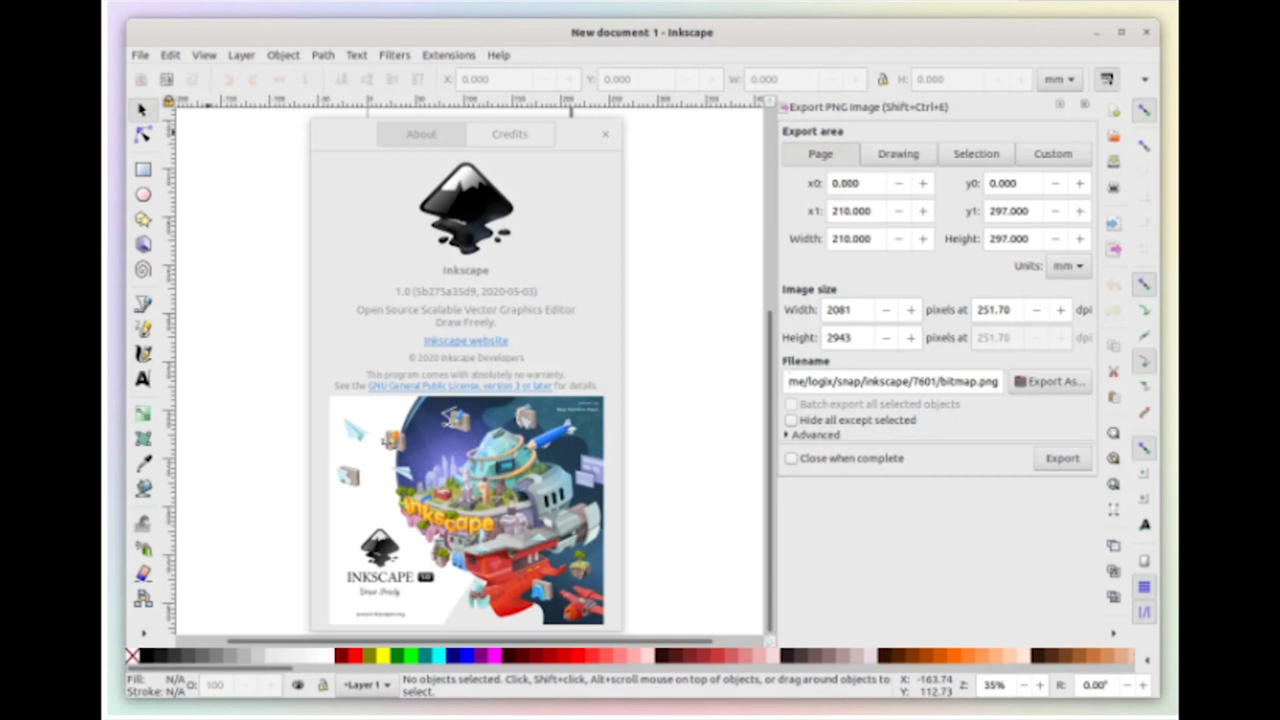 New document 1 - Inkscape
File Edit View Layer Object Path Text Filters Extensions Help
X: 0.000 Y: 0.000 W: 0.000 H: 0.000 mm
Export PNG Image (Shift+Ctrl+E)
About Credits
Inkscape
1.0 (5b275a35d9, 2020-05-03)
Open Source Scalable Vector Graphics Editor
Draw Freely.
Inkscape website
© 2020 Inkscape Developers
This program comes with absolutely no warranty.
See the GNU General Public License, version 3 or later for details.
Inkscape
INKSCAPE 1.0
Draw Freely
www.inkscape.org
Export area
Page Drawing Selection Custom
x0: 0.000 y0: 0.000
x1: 210.000 y1: 297.000
Width: 210.000 Height: 297.000
Units: mm
Image size
Width: 2081 pixels at 251.70 dpi
Height: 2943 pixels at 251.70 dpi
Filename
me/logix/snap/inkscape/7601/bitmap.png Export As...
Batch export all selected objects
Hide all except selected
Advanced
Close when complete Export
Fill: N/A
Stroke: N/A O: 100
Layer 1
No objects selected. Click, Shift+click, Alt+scroll mouse on top of objects, or drag around objects to
select.
X: -163.74
Y: 112.73
Z: 35% R: 0.00°